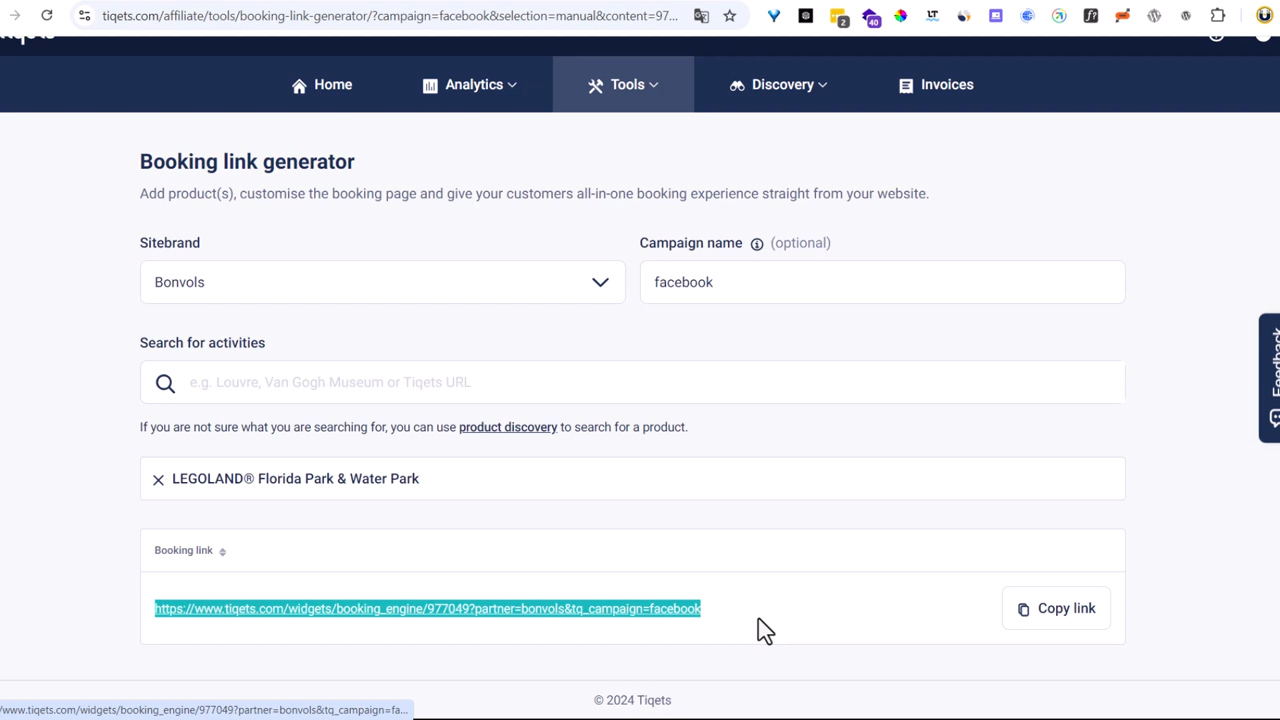 tiqets.com/affiliate/tools/booking-link-generator/?campaign=facebook&selection=manual&content=97...
2
40
Home
Analytics
Tools
Discovery
Invoices
Booking link generator
Add product(s), customise the booking page and give your customers all-in-one booking experience straight from your website.
Sitebrand
Campaign name (optional)
Bonvols
facebook
Search for activities
e.g. Louvre, Van Gogh Museum or Tiqets URL
If you are not sure what you are searching for, you can use product discovery to search for a product.
LEGOLAND® Florida Park & Water Park
Booking link
https://www.tiqets.com/widgets/booking_engine/977049?partner=bonvols&tq_campaign=facebook
Copy link
Feedback
© 2024 Tiqets
/www.tiqets.com/widgets/booking_engine/977049?partner=bonvols&tq_campaign=fa...